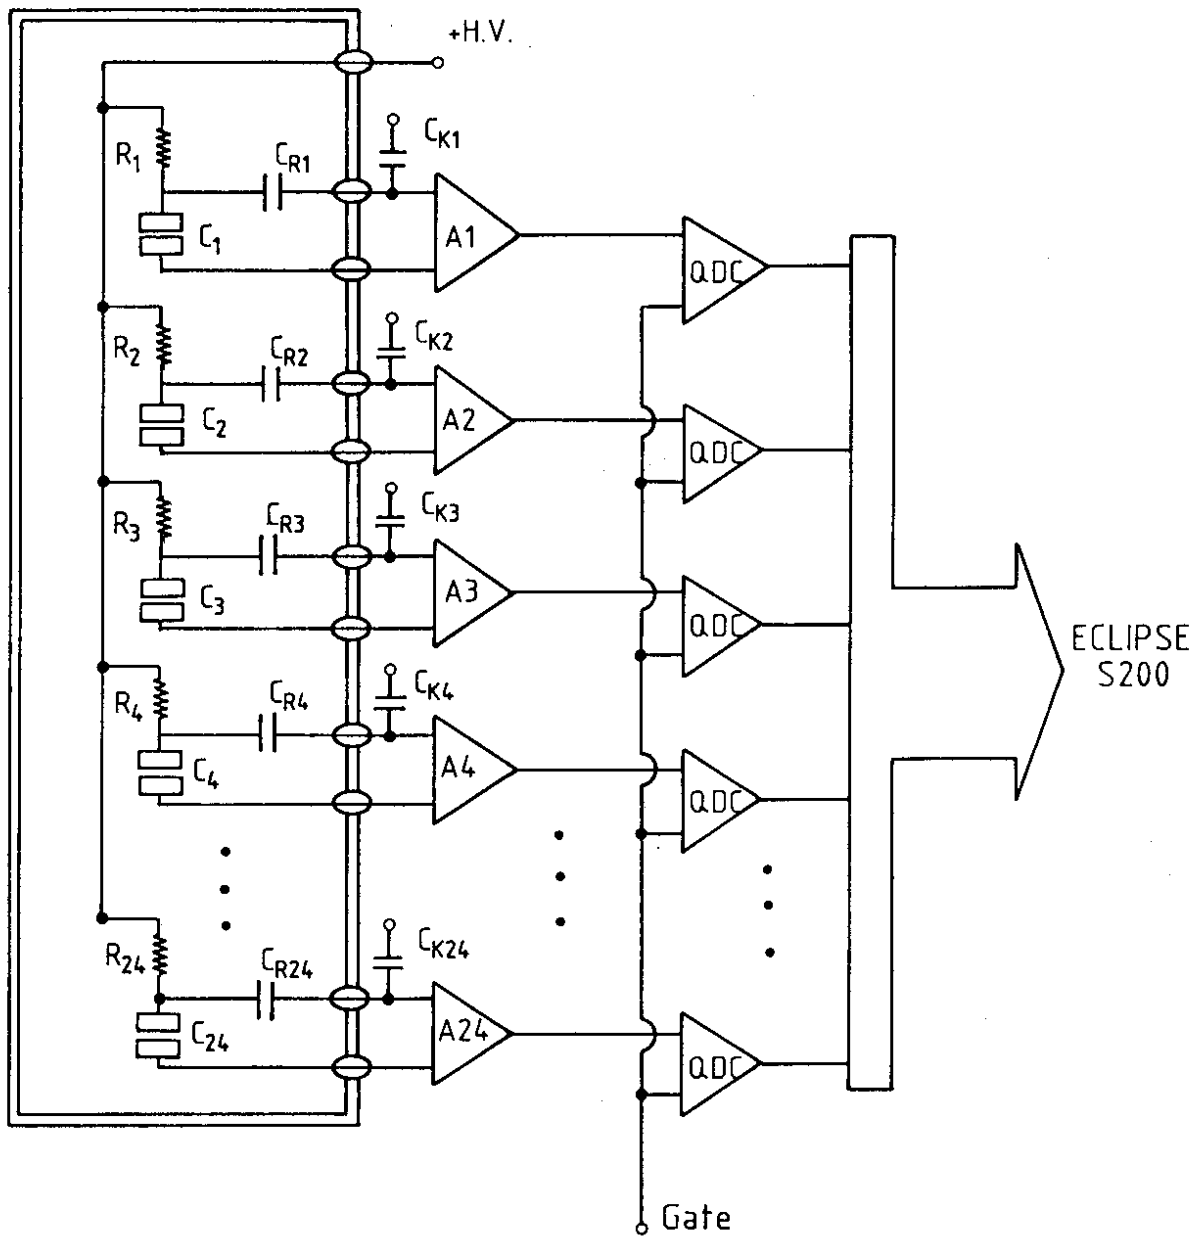 +H.V.
R1
CR1
CK1
C1
A1
QDC
R2
CR2
CK2
C2
A2
QDC
R3
CR3
CK3
C3
A3
QDC
ECLIPSE
S200
R4
CR4
CK4
C4
A4
QDC
R24
CR24
CK24
C24
A24
QDC
Gate